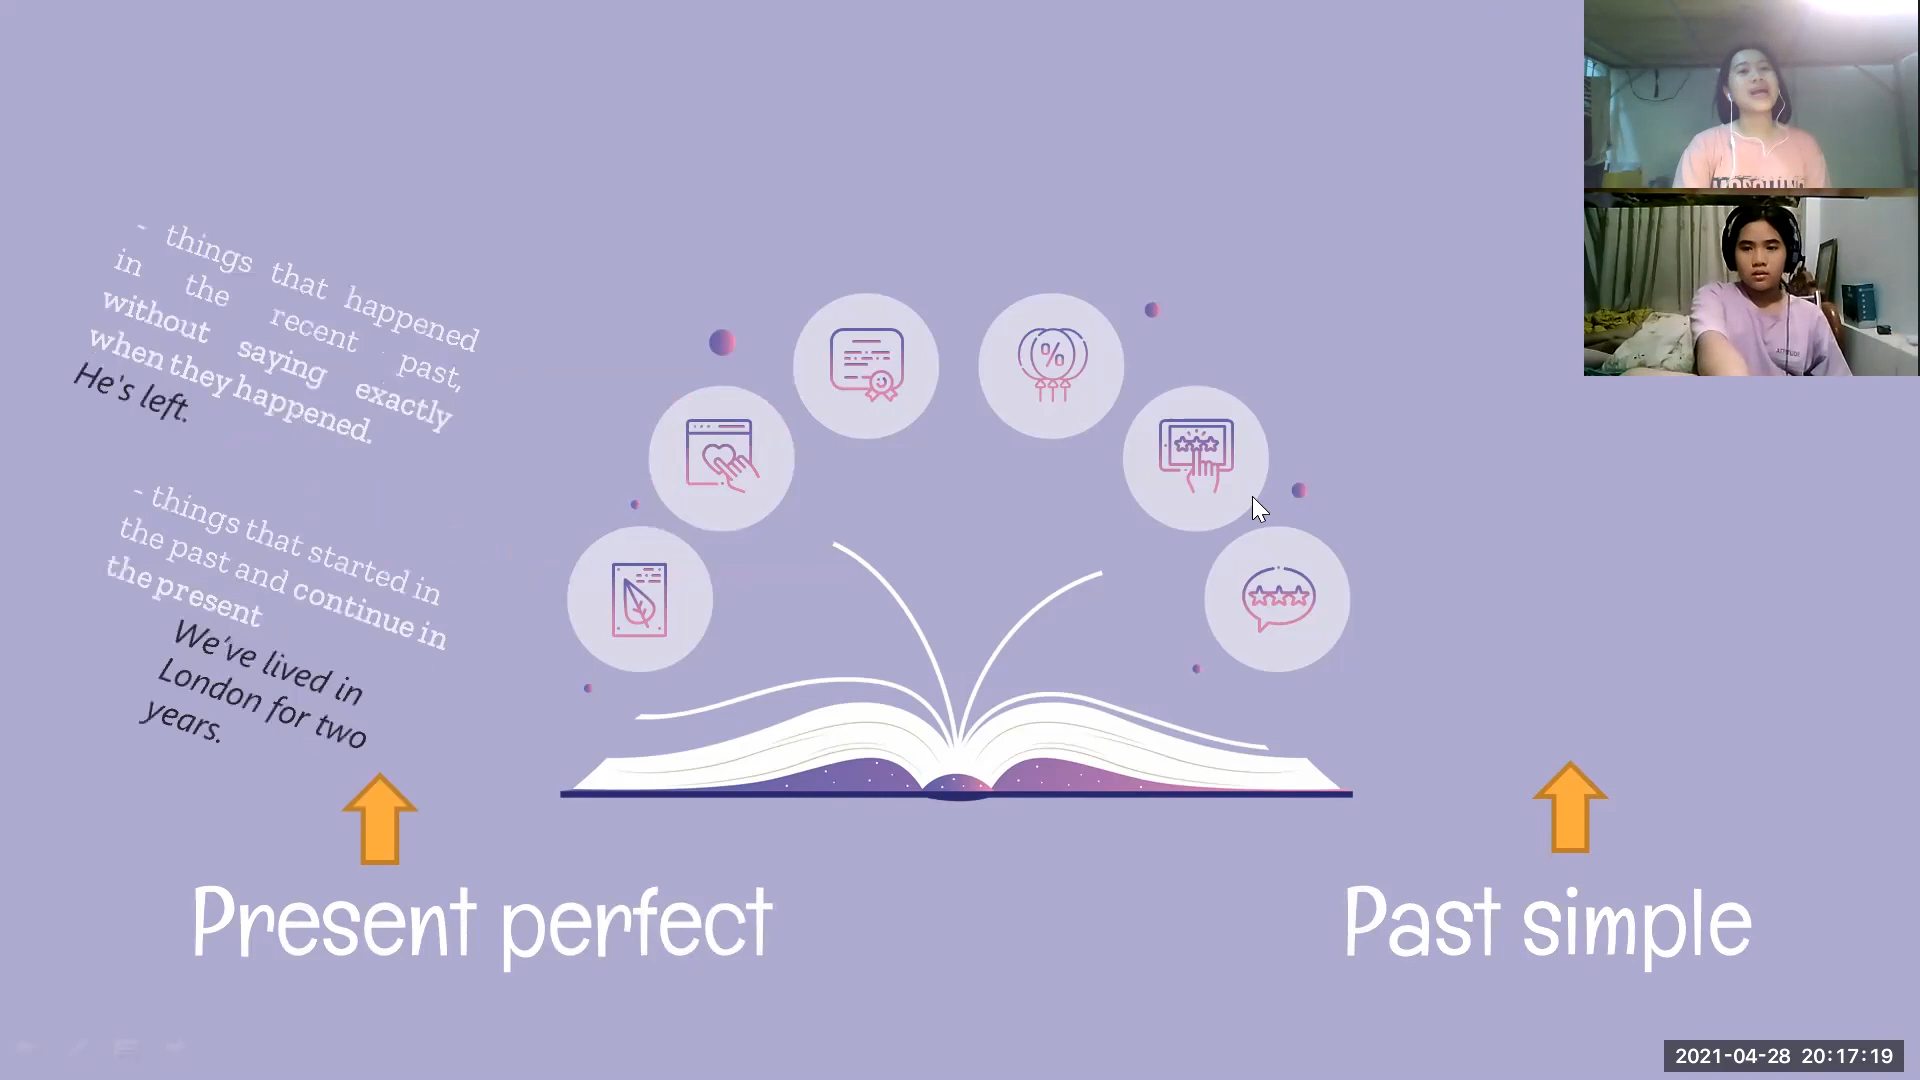 - things that happened
in the recent past,
without saying exactly
when they happened.
He's left.
- things that started in
the past and continue in
the present
We've lived in
London for two
years.
%
Present perfect
Past simple
2021-04-28 20:17:19